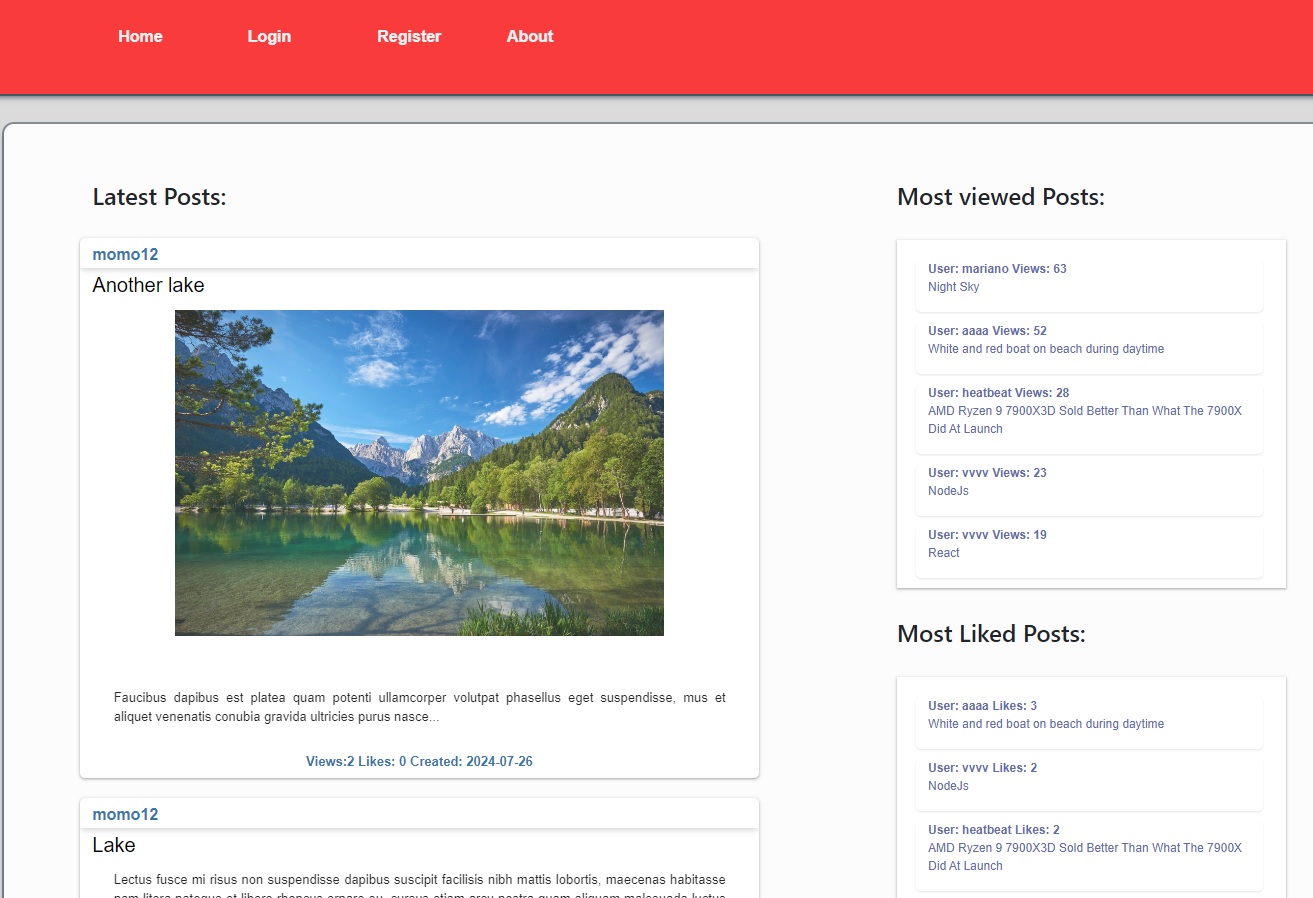 Home Login Register About
Latest Posts:
momo12
Another lake
Faucibus dapibus est platea quam potenti ullamcorper volutpat phasellus eget suspendisse, mus et
aliquet venenatis conubia gravida ultricies purus nasce...
Views:2 Likes: 0 Created: 2024-07-26
momo12
Lake
Lectus fusce mi risus non suspendisse dapibus suscipit facilisis nibh mattis lobortis, maecenas habitasse
Most viewed Posts:
User: mariano Views: 63
Night Sky
User: aaaa Views: 52
White and red boat on beach during daytime
User: heatbeat Views: 28
AMD Ryzen 9 7900X3D Sold Better Than What The 7900X
Did At Launch
User: vvvv Views: 23
NodeJs
User: vvvv Views: 19
React
Most Liked Posts:
User: aaaa Likes: 3
White and red boat on beach during daytime
User: vvvv Likes: 2
NodeJs
User: heatbeat Likes: 2
AMD Ryzen 9 7900X3D Sold Better Than What The 7900X
Did At Launch